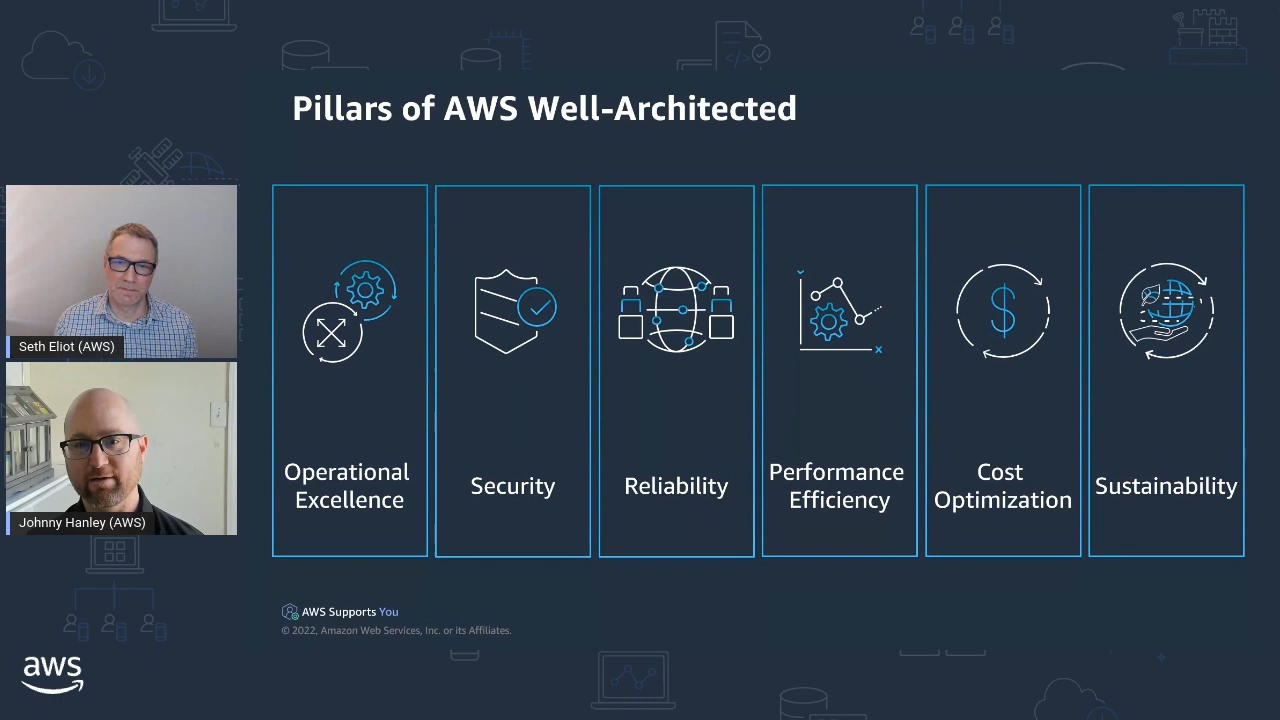 Pillars of AWS Well-Architected
Seth Eliot (AWS)
Johnny Hanley (AWS)
Operational
Excellence
Security
Reliability
Performance
Efficiency
Cost
Optimization
Sustainability
AWS Supports You
© 2022, Amazon Web Services, Inc. or its Affiliates.
aws